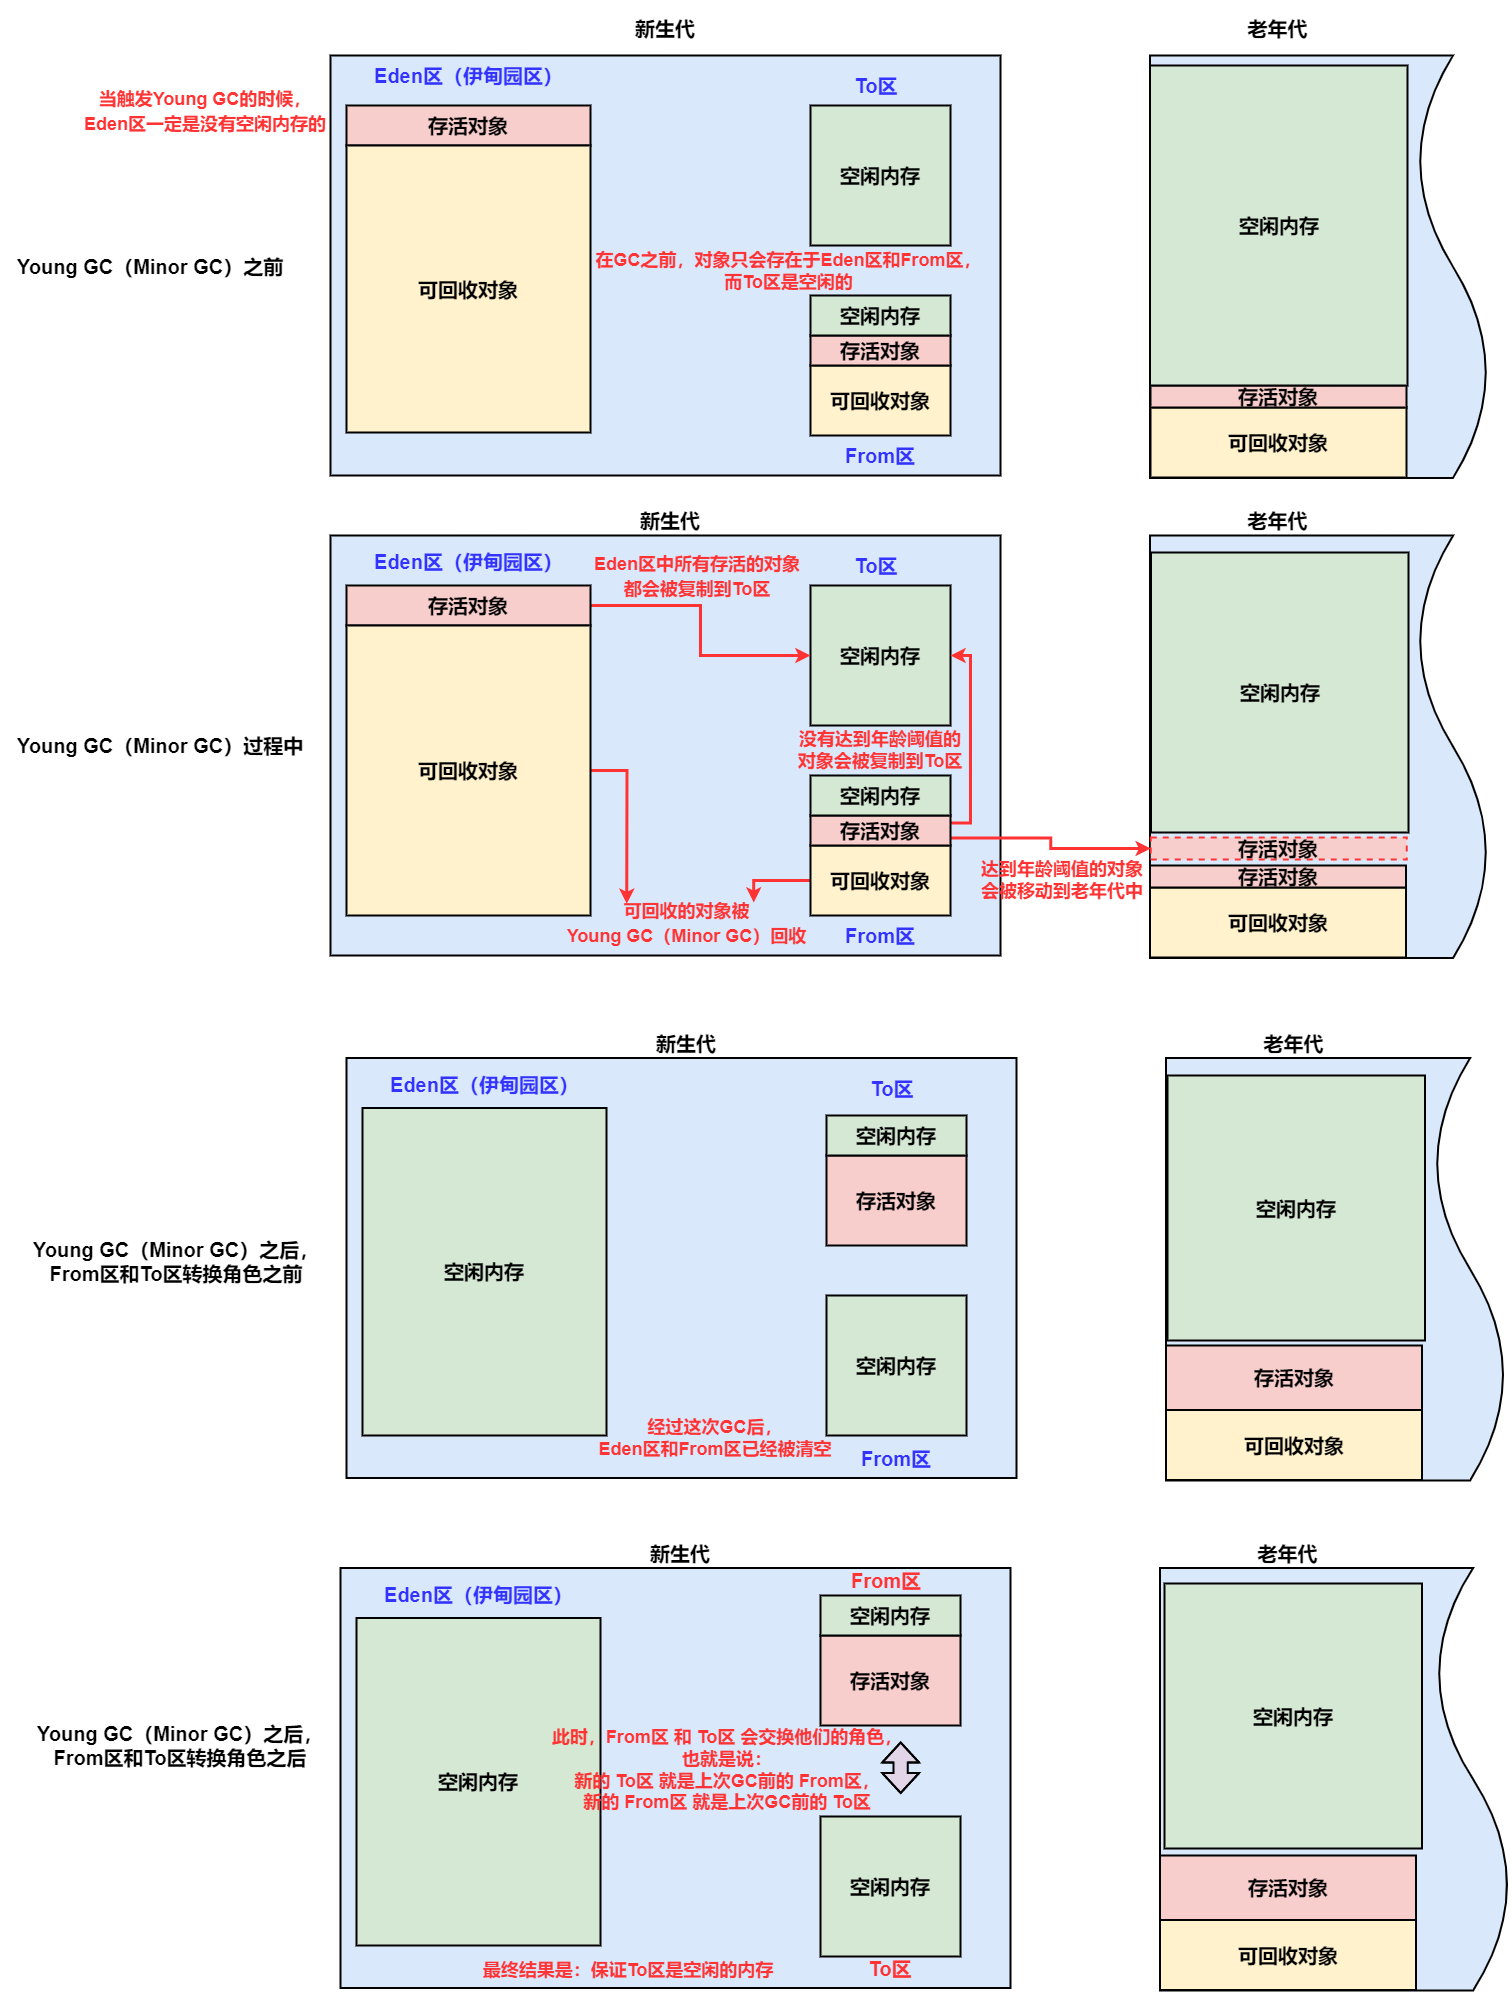 新生代
老年代
Eden区（伊甸园区）
To区
当触发Young GC的时候，
Eden区一定是没有空闲内存的
存活对象
空闲内存
空闲内存
Young GC（Minor GC）之前
可回收对象
在GC之前，对象只会存在于Eden区和From区，
而To区是空闲的
空闲内存
存活对象
可回收对象
From区
存活对象
可回收对象
新生代
老年代
Eden区（伊甸园区）
Eden区中所有存活的对象
都会被复制到To区
To区
存活对象
空闲内存
空闲内存
Young GC（Minor GC）过程中
可回收对象
没有达到年龄阈值的
对象会被复制到To区
空闲内存
存活对象
可回收对象
达到年龄阈值的对象
会被移动到老年代中
存活对象
存活对象
可回收对象
可回收的对象被
Young GC（Minor GC）回收
From区
新生代
老年代
Eden区（伊甸园区）
To区
空闲内存
存活对象
空闲内存
Young GC（Minor GC）之后，
From区和To区转换角色之前
空闲内存
空闲内存
经过这次GC后，
Eden区和From区已经被清空
From区
存活对象
可回收对象
新生代
老年代
Eden区（伊甸园区）
From区
空闲内存
存活对象
空闲内存
Young GC（Minor GC）之后，
From区和To区转换角色之后
空闲内存
此时，From区 和 To区 会交换他们的角色，
也就是说：
新的 To区 就是上次GC前的 From区，
新的 From区 就是上次GC前的 To区
空闲内存
存活对象
可回收对象
最终结果是：保证To区是空闲的内存
To区